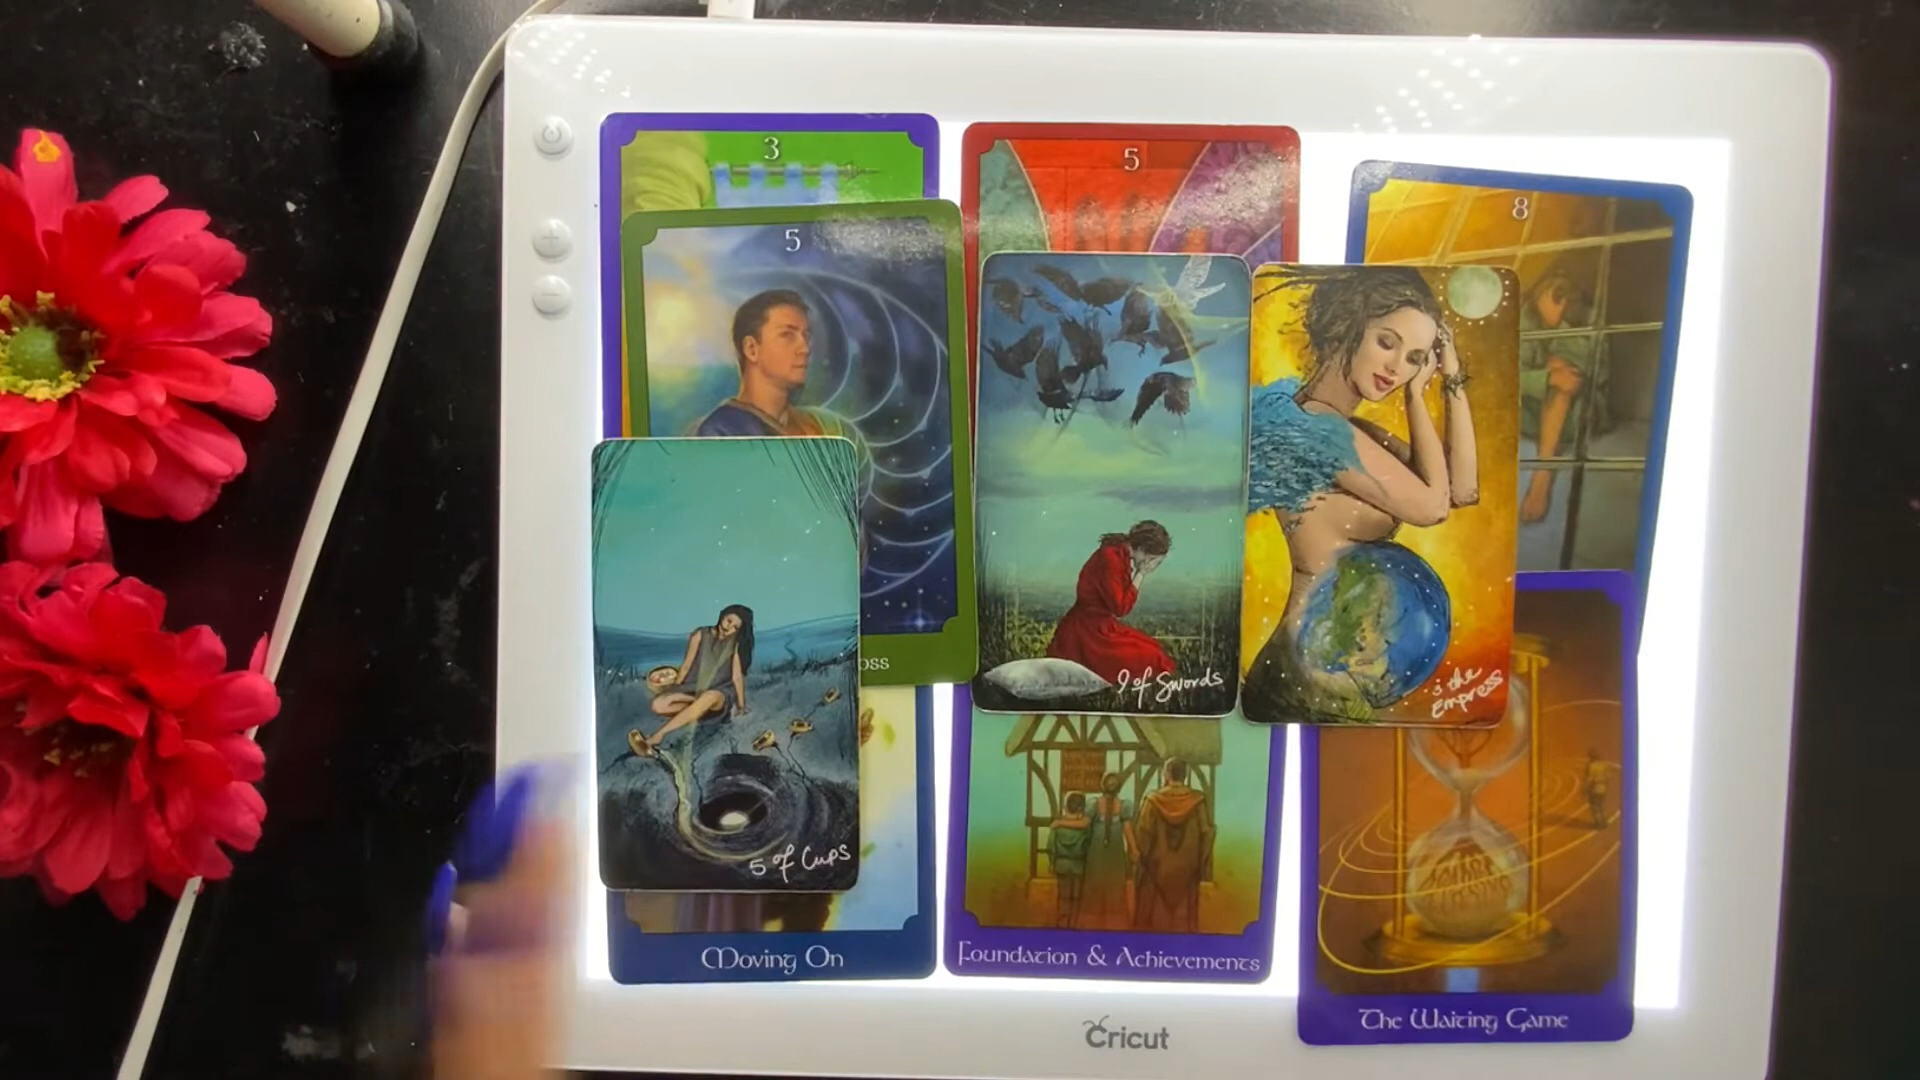 3
5
8
5
9 of Swords
3 the
Empress
oss
5 of Cups
Moving On
Foundation & Achievements
The Waiting Game
Cricut